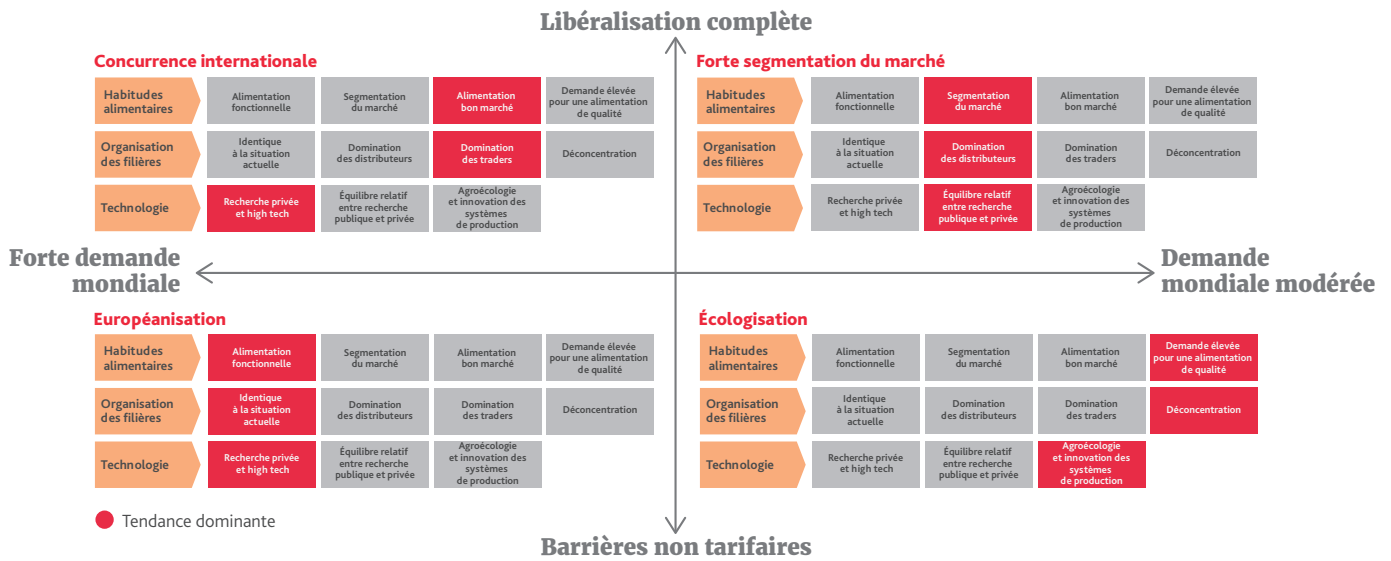 Libéralisation complète
Concurrence internationale
Habitudes
alimentaires
Alimentation
fonctionnelle
Segmentation
du marché
Alimentation
bon marché
Demande élevée
pour une alimentation
de qualité
Organisation
des filières
Identique
à la situation
actuelle
Domination
des distributeurs
Domination
des traders
Déconcentration
Technologie
Recherche privée
et high tech
Équilibre relatif
entre recherche
publique et privée
Agroécologie
et innovation des
systèmes
de production
Forte segmentation du marché
Habitudes
alimentaires
Alimentation
fonctionnelle
Segmentation
du marché
Alimentation
bon marché
Demande élevée
pour une alimentation
de qualité
Organisation
des filières
Identique
à la situation
actuelle
Domination
des distributeurs
Domination
des traders
Déconcentration
Technologie
Recherche privée
et high tech
Équilibre relatif
entre recherche
publique et privée
Agroécologie
et innovation des
systèmes
de production
Forte demande
mondiale
Demande
mondiale modérée
Européanisation
Habitudes
alimentaires
Alimentation
fonctionnelle
Segmentation
du marché
Alimentation
bon marché
Demande élevée
pour une alimentation
de qualité
Organisation
des filières
Identique
à la situation
actuelle
Domination
des distributeurs
Domination
des traders
Déconcentration
Technologie
Recherche privée
et high tech
Équilibre relatif
entre recherche
publique et privée
Agroécologie
et innovation des
systèmes
de production
Écologisation
Habitudes
alimentaires
Alimentation
fonctionnelle
Segmentation
du marché
Alimentation
bon marché
Demande élevée
pour une alimentation
de qualité
Organisation
des filières
Identique
à la situation
actuelle
Domination
des distributeurs
Domination
des traders
Déconcentration
Technologie
Recherche privée
et high tech
Équilibre relatif
entre recherche
publique et privée
Agroécologie
et innovation des
systèmes
de production
Tendance dominante
Barrières non tarifaires